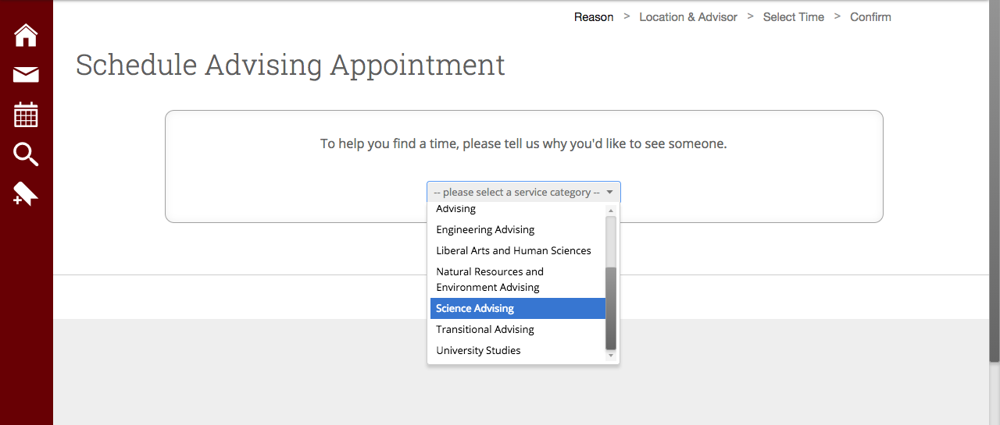 Reason > Location & Advisor > Select Time > Confirm
Schedule Advising Appointment
To help you find a time, please tell us why you'd like to see someone.
-- please select a service category --
Advising
Engineering Advising
Liberal Arts and Human Sciences
Natural Resources and
Environment Advising
Science Advising
Transitional Advising
University Studies